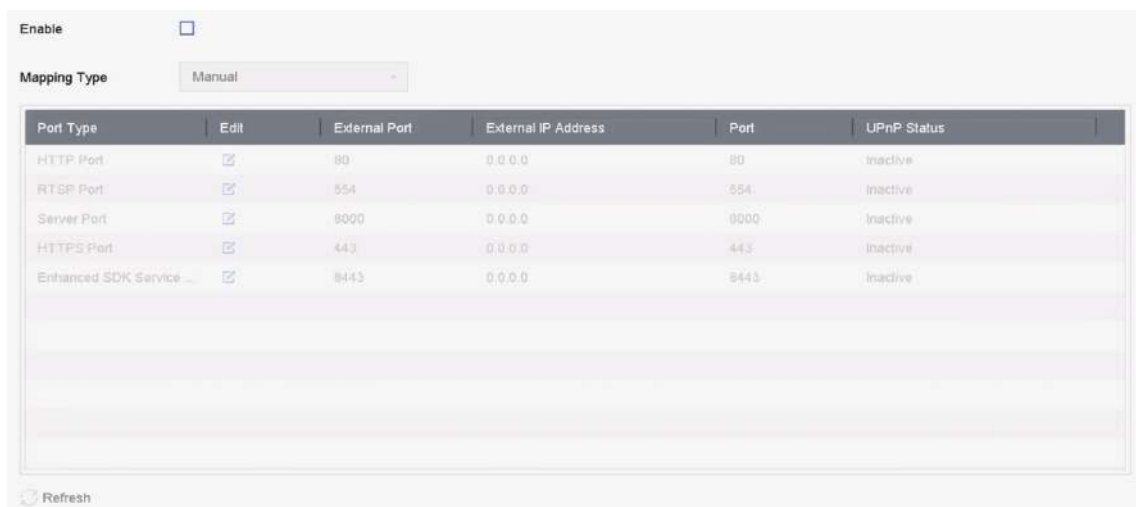 Enable
Mapping Type Manual
Port Type Edit External Port External IP Address Port UPnP Status
HTTP Port 80 0.0.0.0 80 Inactive
RTSP Port 554 0.0.0.0 554 Inactive
Server Port 8000 0.0.0.0 8000 Inactive
HTTPS Port 443 0.0.0.0 443 Inactive
Enhanced SDK Service ... 8443 0.0.0.0 8443 Inactive
Refresh